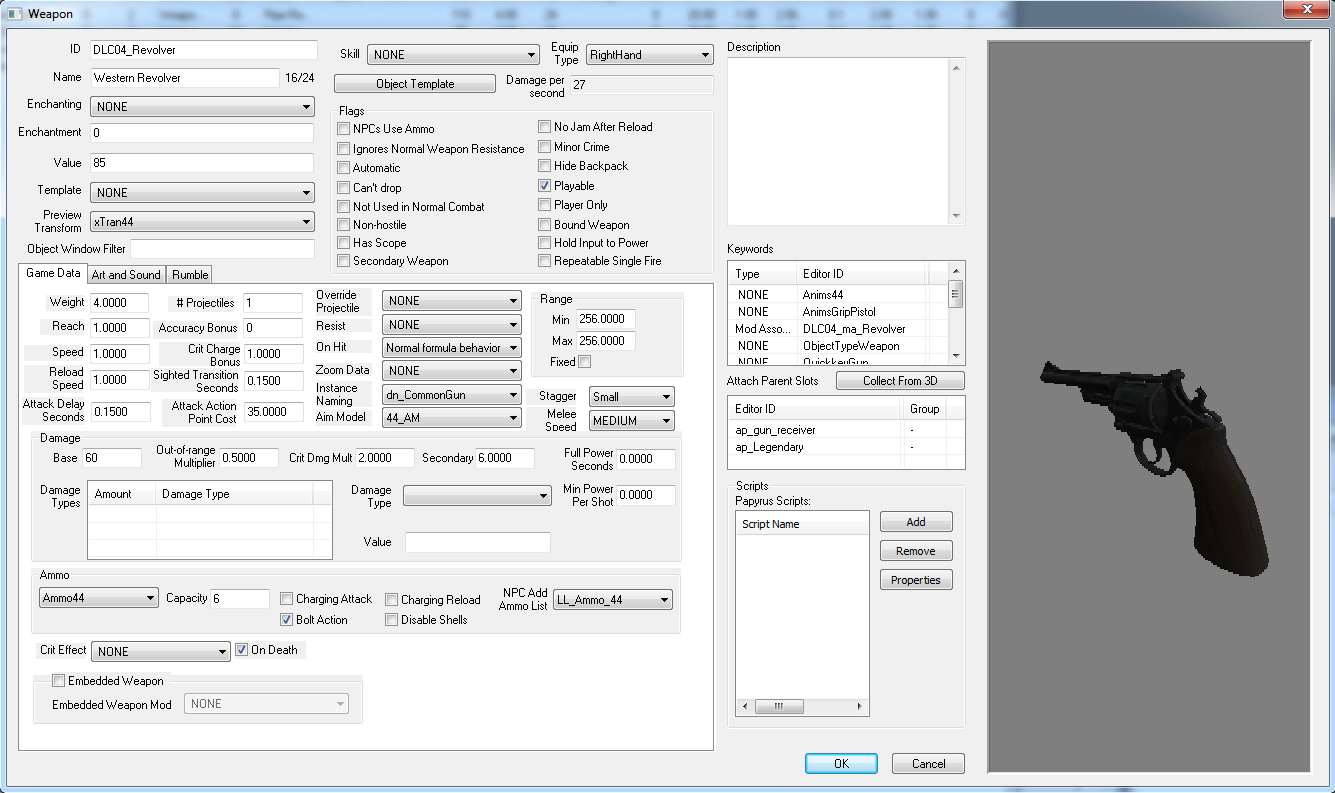 Weapon
ID DLC04_Revolver
Name Western Revolver 16/24
Enchanting NONE
Enchantment 0
Value 85
Template NONE
Preview Transform xTran44
Object Window Filter
Skill NONE
Equip Type RightHand
Object Template
Damage per second 27
Flags
NPCs Use Ammo
Ignores Normal Weapon Resistance
Automatic
Can't drop
Not Used in Normal Combat
Non-hostile
Has Scope
Secondary Weapon
No Jam After Reload
Minor Crime
Hide Backpack
Playable
Player Only
Bound Weapon
Hold Input to Power
Repeatable Single Fire
Game Data Art and Sound Rumble
Weight 4.0000
Reach 1.0000
Speed 1.0000
Reload Speed 1.0000
Attack Delay Seconds 0.1500
# Projectiles 1
Accuracy Bonus 0
Crit Charge Bonus 1.0000
Sighted Transition Seconds 0.1500
Attack Action Point Cost 35.0000
Override Projectile NONE
Resist NONE
On Hit Normal formula behavior
Zoom Data NONE
Instance Naming dn_CommonGun
Aim Model 44_AM
Range
Min 256.0000
Max 256.0000
Fixed
Stagger Small
Melee Speed MEDIUM
Damage
Base 60
Out-of-range Multiplier 0.5000
Crit Dmg Mult 2.0000
Secondary 6.0000
Full Power Seconds 0.0000
Damage Types
Amount Damage Type
Damage Type
Min Power Per Shot 0.0000
Value
Ammo
Ammo44
Capacity 6
Charging Attack
Bolt Action
Charging Reload
Disable Shells
NPC Add Ammo List LL_Ammo_44
Crit Effect NONE
On Death
Embedded Weapon
Embedded Weapon Mod NONE
Description
Keywords
Type Editor ID
NONE Anims44
NONE AnimsGripPistol
Mod Asso... DLC04_ma_Revolver
NONE ObjectTypeWeapon
NONE QuickkeyGun
Attach Parent Slots Collect From 3D
Editor ID Group
ap_gun_receiver -
ap_Legendary -
Scripts
Papyrus Scripts:
Script Name
Add
Remove
Properties
OK Cancel